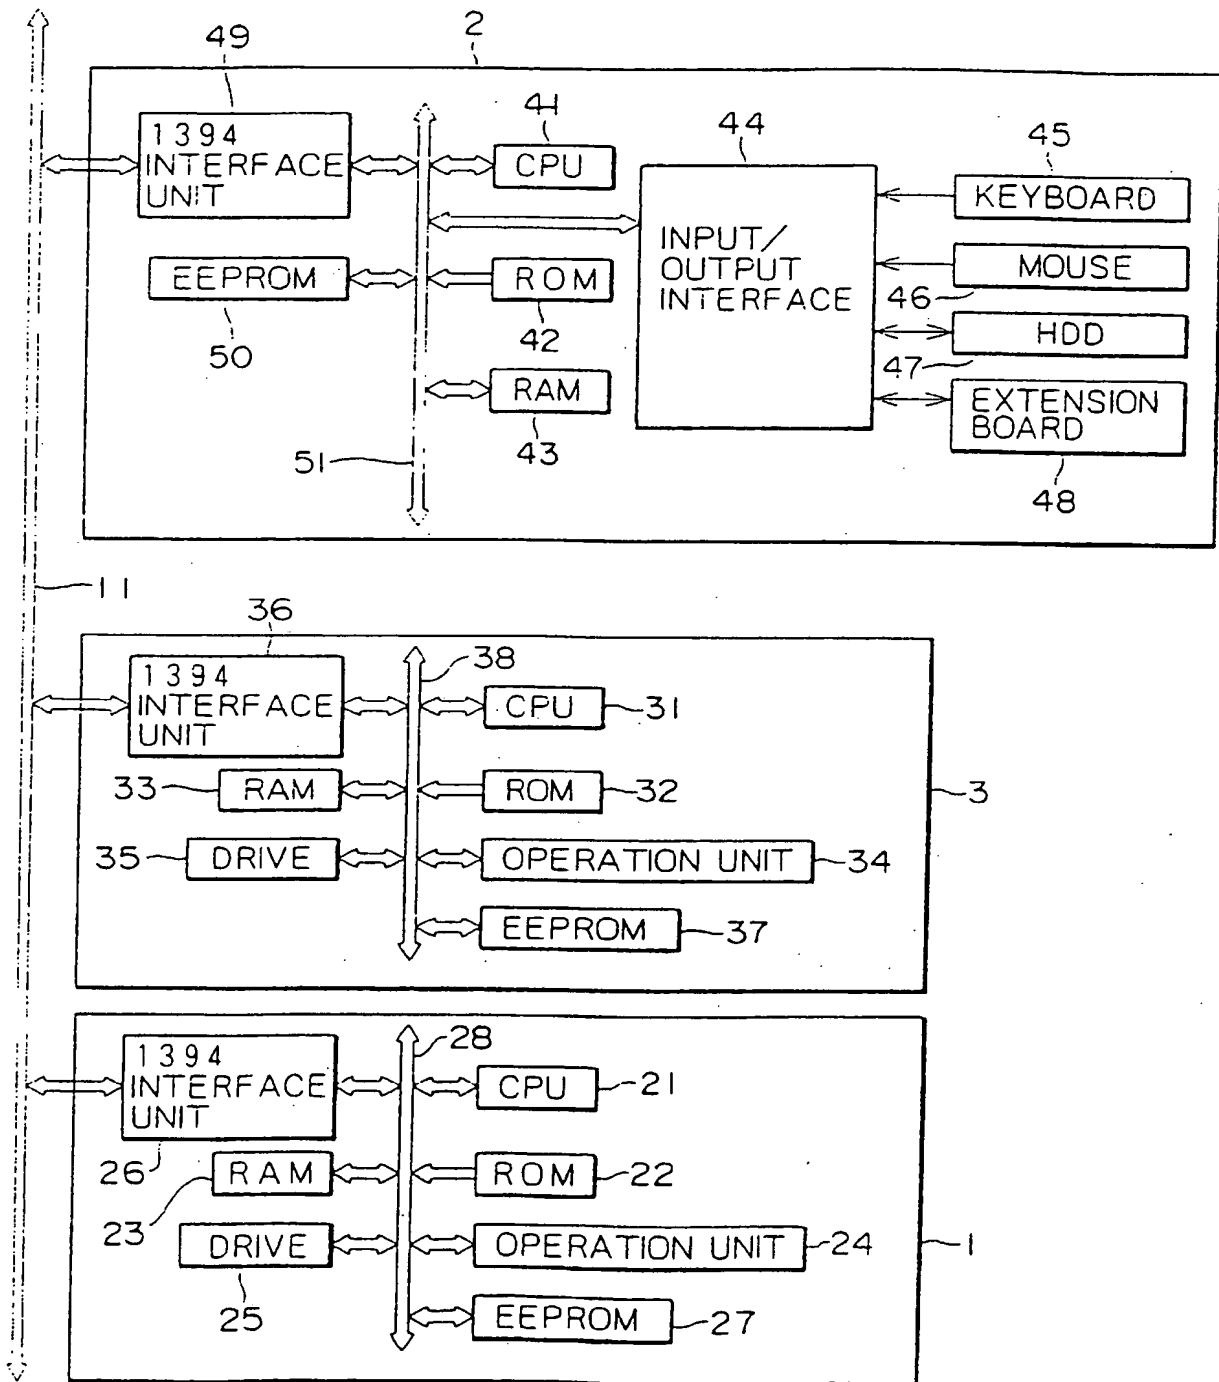 2
49
1394
INTERFACE
UNIT
41
CPU
44
INPUT/
OUTPUT
INTERFACE
45
KEYBOARD
MOUSE
46
EEPROM
50
ROM
42
HDD
47
RAM
43
EXTENSION
BOARD
48
51
11
36
1394
INTERFACE
UNIT
38
CPU
31
33
RAM
ROM
32
3
35
DRIVE
OPERATION UNIT
34
EEPROM
37
1394
INTERFACE
UNIT
28
CPU
21
26
RAM
23
ROM
22
DRIVE
25
OPERATION UNIT
24
1
EEPROM
27